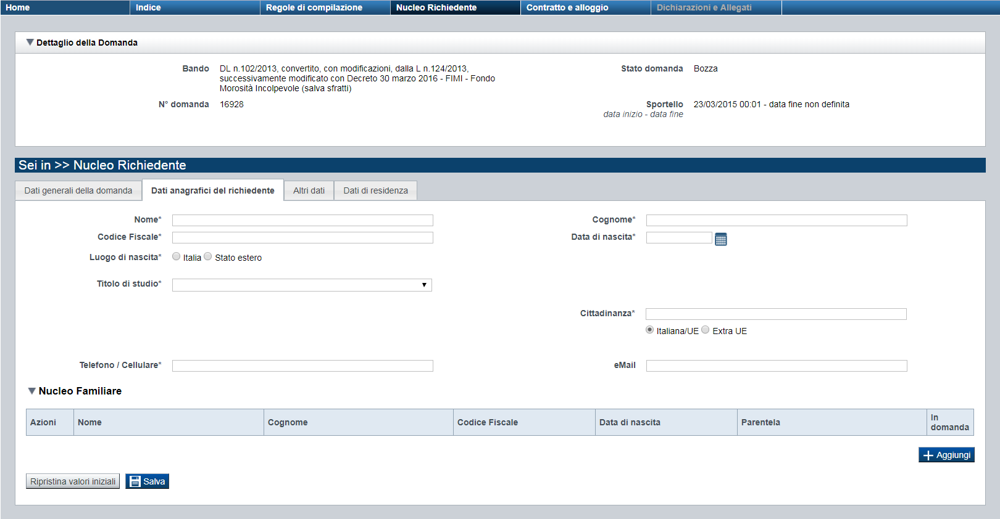 Home Indice Regole di compilazione Nucleo Richiedente Contratto e alloggio Dichiarazioni e Allegati
Dettaglio della Domanda
Bando DL n.102/2013, convertito, con modificazioni, dalla L n.124/2013,
successivamente modificato con Decreto 30 marzo 2016 - FIMI - Fondo
Morosità Incolpevole (salva sfratti)
Stato domanda Bozza
N° domanda 16928
Sportello 23/03/2015 00:01 - data fine non definita
data inizio - data fine
Sei in >> Nucleo Richiedente
Dati generali della domanda Dati anagrafici del richiedente Altri dati Dati di residenza
Nome* Cognome*
Codice Fiscale* Data di nascita*
Luogo di nascita* Italia Stato estero
Titolo di studio*
Cittadinanza*
Italiana/UE Extra UE
Telefono / Cellulare* eMail
Nucleo Familiare
Azioni Nome Cognome Codice Fiscale Data di nascita Parentela In
domanda
Aggiungi
Ripristina valori iniziali Salva